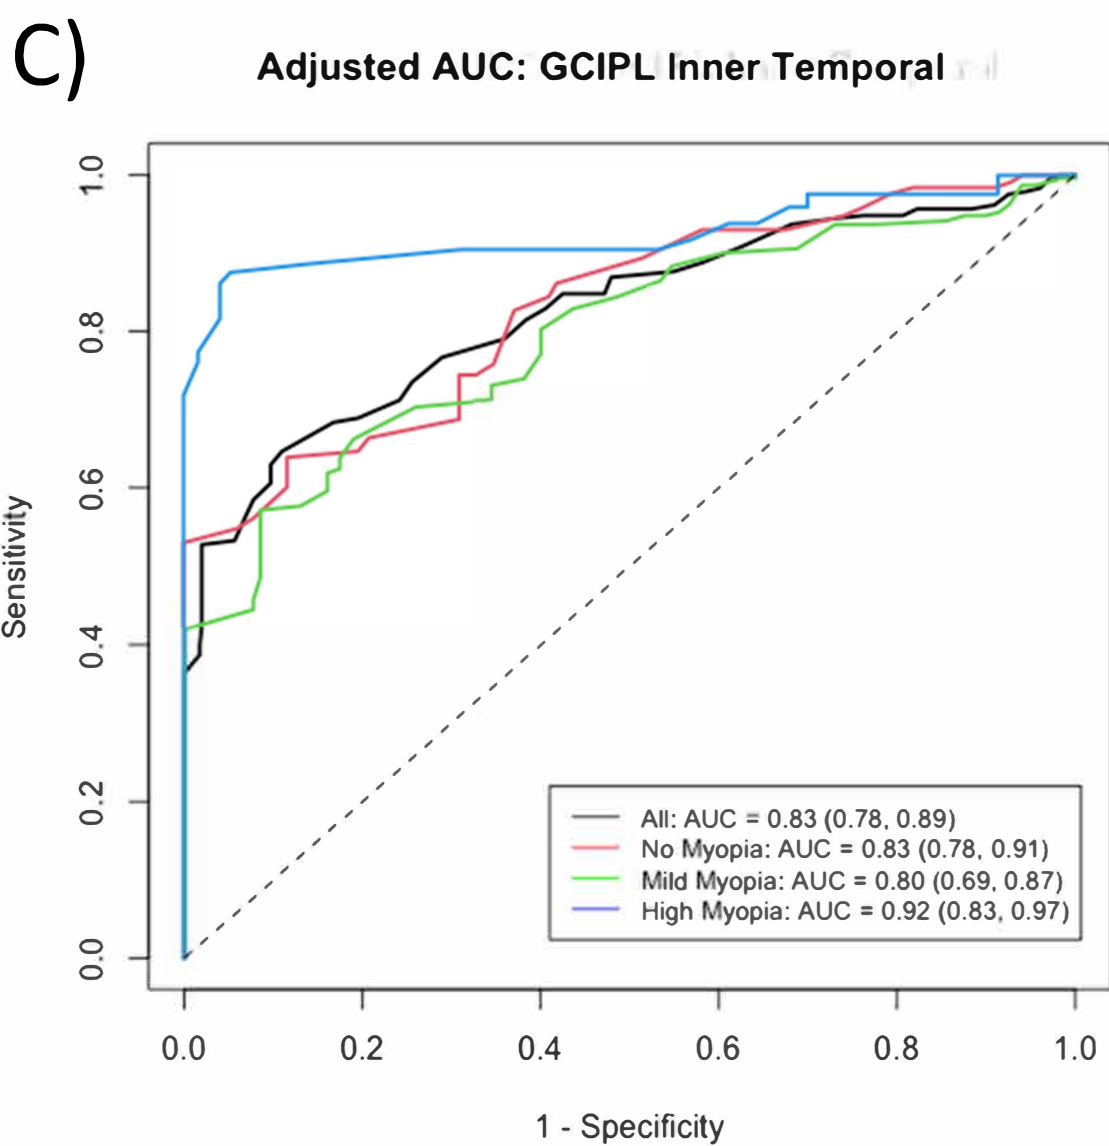 C)
Adjusted AUC: GCIPL Inner Temporal
Sensitivity
1.0
0.8
0.6
0.4
0.2
0.0
All: AUC = 0.83 (0.78, 0.89)
No Myopia: AUC = 0.83 (0.78, 0.91)
Mild Myopia: AUC = 0.80 (0.69, 0.87)
High Myopia: AUC = 0.92 (0.83, 0.97)
0.0 0.2 0.4 0.6 0.8 1.0
1 - Specificity